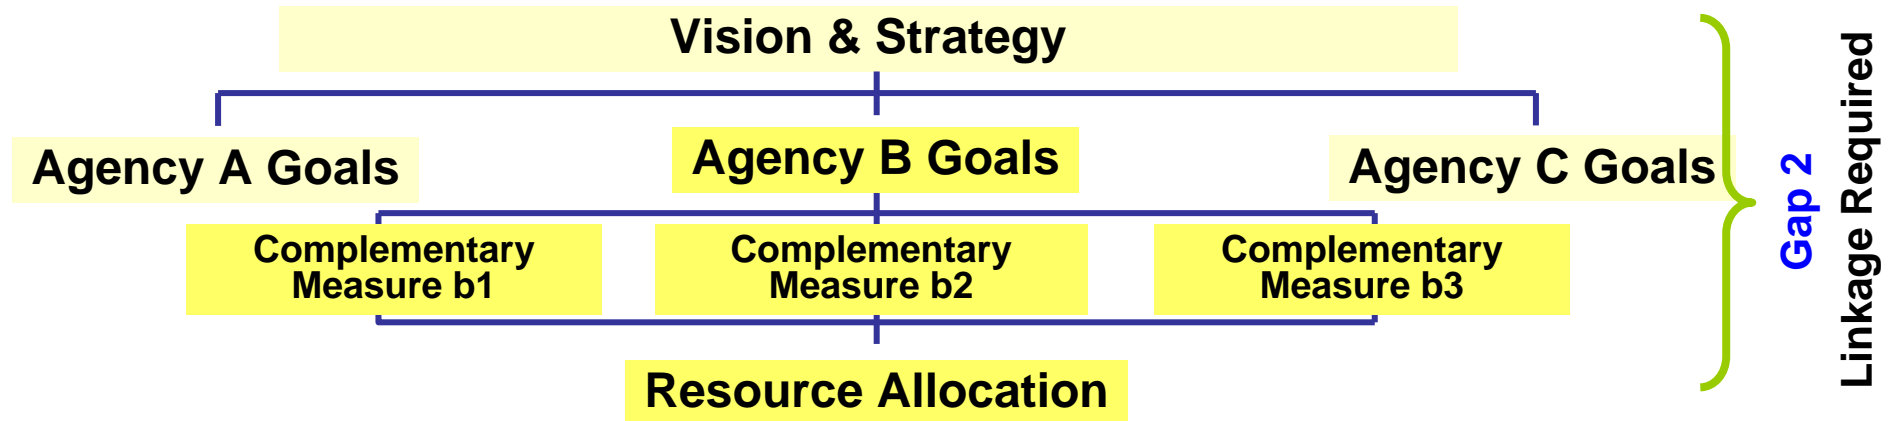 Vision & Strategy
Agency A Goals
Agency B Goals
Agency C Goals
Complementary
Measure b1
Complementary
Measure b2
Complementary
Measure b3
Resource Allocation
Gap 2
Linkage Required